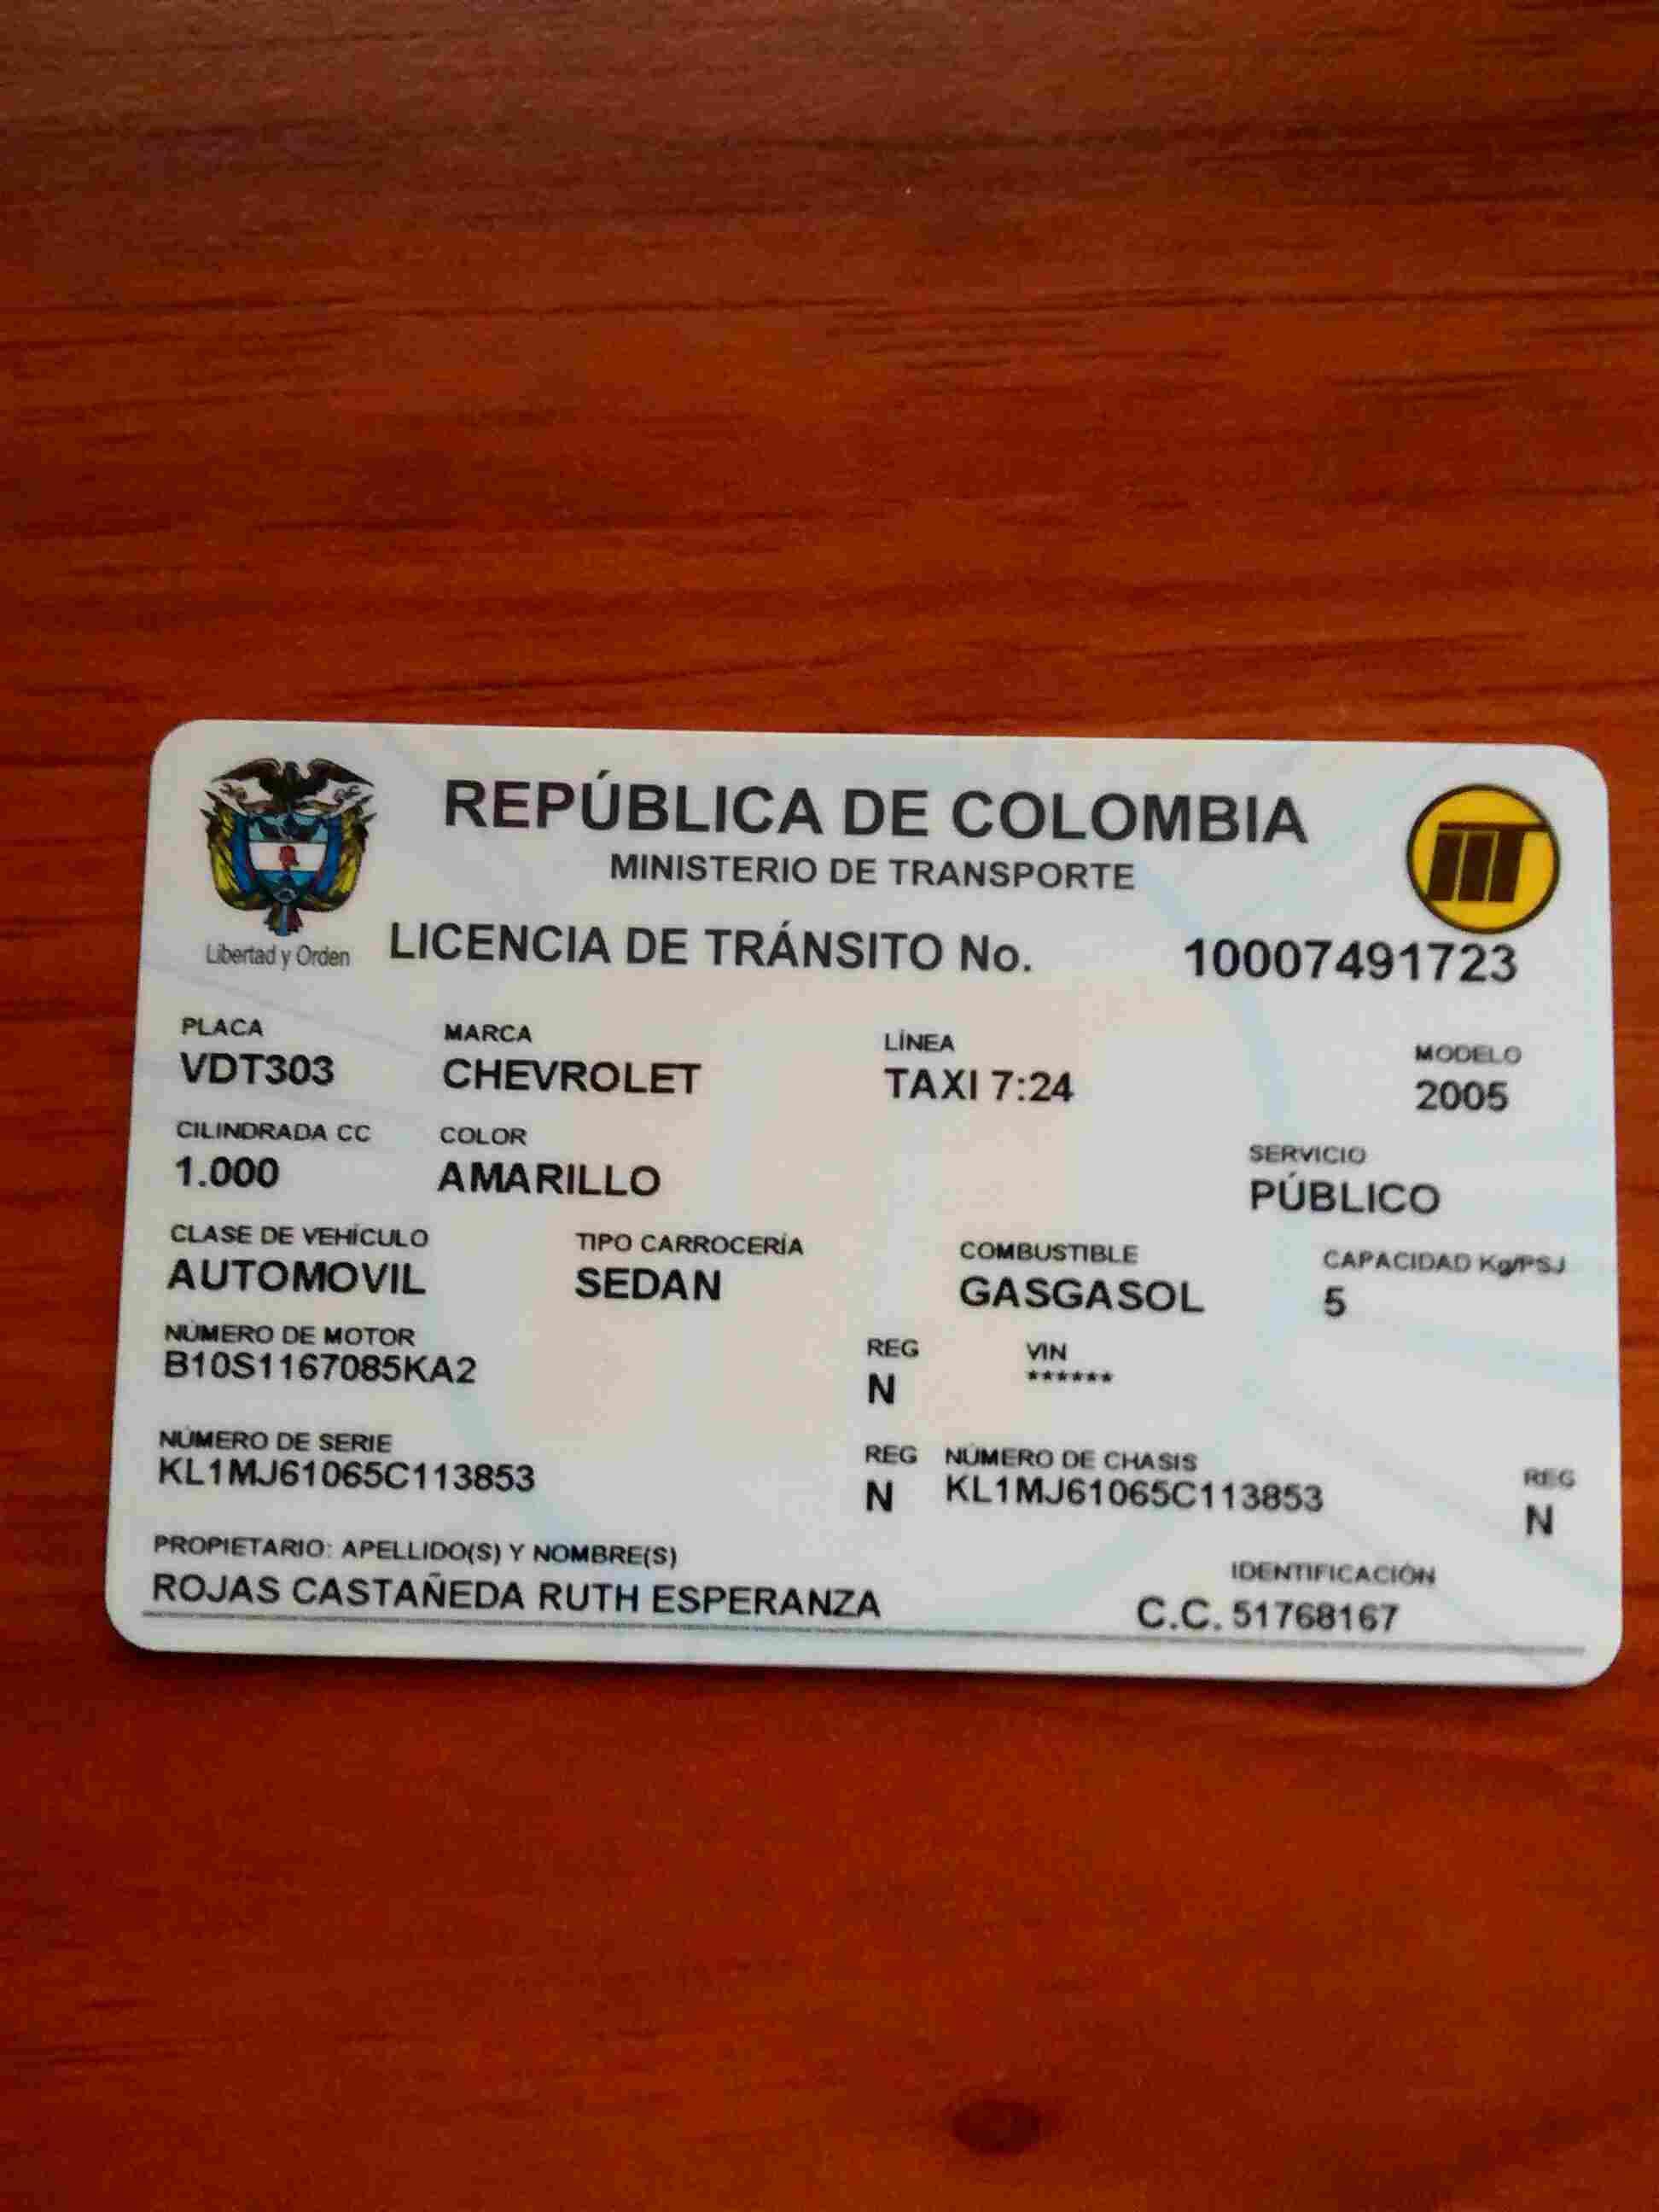 REPÚBLICA DE COLOMBIA
MINISTERIO DE TRANSPORTE
Libertad y Orden
LICENCIA DE TRÁNSITO No. 10007491723
PLACA MARCA LÍNEA MODELO
VDT303 CHEVROLET TAXI 7:24 2005
CILINDRADA CC COLOR SERVICIO
1.000 AMARILLO PÚBLICO
CLASE DE VEHÍCULO TIPO CARROCERÍA COMBUSTIBLE CAPACIDAD Kg/PSJ
AUTOMOVIL SEDAN GASGASOL 5
NÚMERO DE MOTOR REG VIN
B10S1167085KA2 N ******
NÚMERO DE SERIE REG NÚMERO DE CHASIS REG
KL1MJ61065C113853 N KL1MJ61065C113853 N
PROPIETARIO: APELLIDO(S) Y NOMBRE(S) IDENTIFICACIÓN
ROJAS CASTAÑEDA RUTH ESPERANZA C.C. 51768167